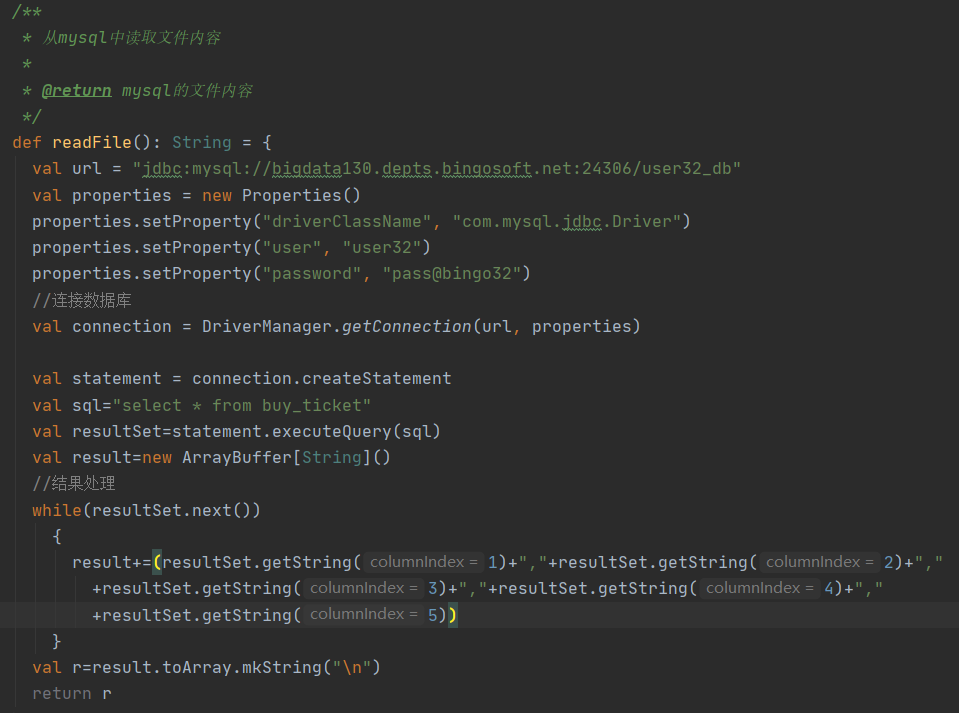 /**
 * 从mysql中读取文件内容
 *
 * @return mysql的文件内容
 */
def readFile(): String = {
  val url = "jdbc:mysql://bigdata130.depts.bingosoft.net:24306/user32_db"
  val properties = new Properties()
  properties.setProperty("driverClassName", "com.mysql.jdbc.Driver")
  properties.setProperty("user", "user32")
  properties.setProperty("password", "pass@bingo32")
  //连接数据库
  val connection = DriverManager.getConnection(url, properties)
  val statement = connection.createStatement
  val sql="select * from buy_ticket"
  val resultSet=statement.executeQuery(sql)
  val result=new ArrayBuffer[String]()
  //结果处理
  while(resultSet.next())
    {
      result+=(resultSet.getString( columnIndex = 1)+","+resultSet.getString( columnIndex = 2)+","
        +resultSet.getString( columnIndex = 3)+","+resultSet.getString( columnIndex = 4)+","
        +resultSet.getString( columnIndex = 5))
    }
  val r=result.toArray.mkString("\n")
  return r